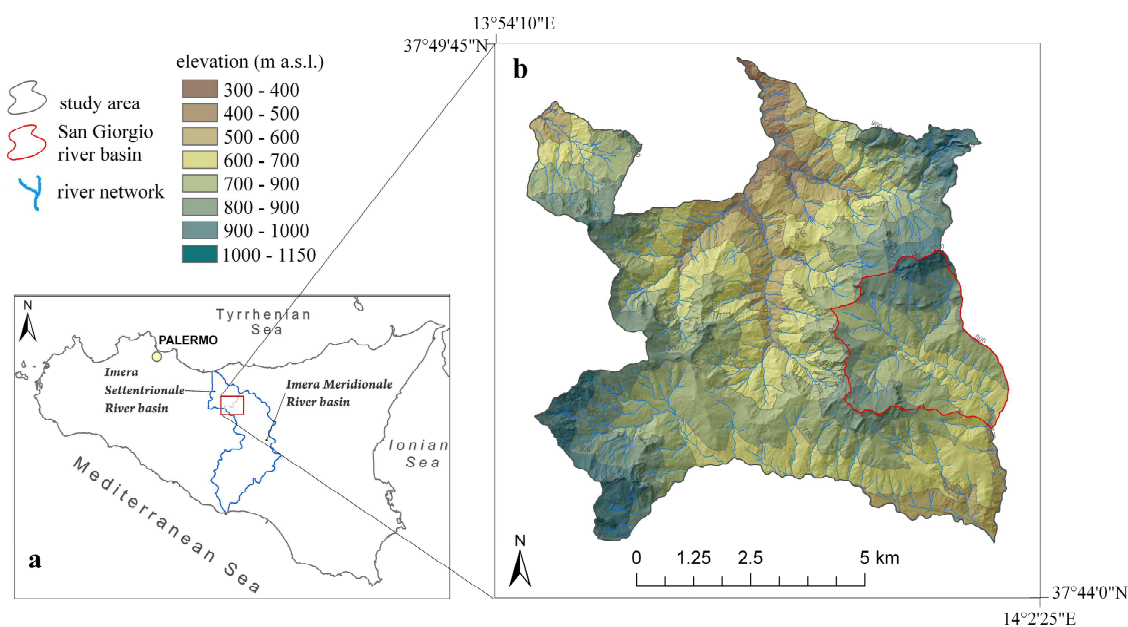 13°54'10"E
37°49'45"N
b
elevation (m a.s.l.)
300 - 400
400 - 500
500 - 600
600 - 700
700 - 900
800 - 900
900 - 1000
1000 - 1150
study area
San Giorgio
river basin
river network
N
Tyrrhenian
Sea
PALERMO
Imera
Settentrionale
River basin
Imera Meridionale
River basin
Ionian
Sea
Mediterranean Sea
a
900
900
N
0 1.25 2.5 5 km
37°44'0"N
14°2'25"E